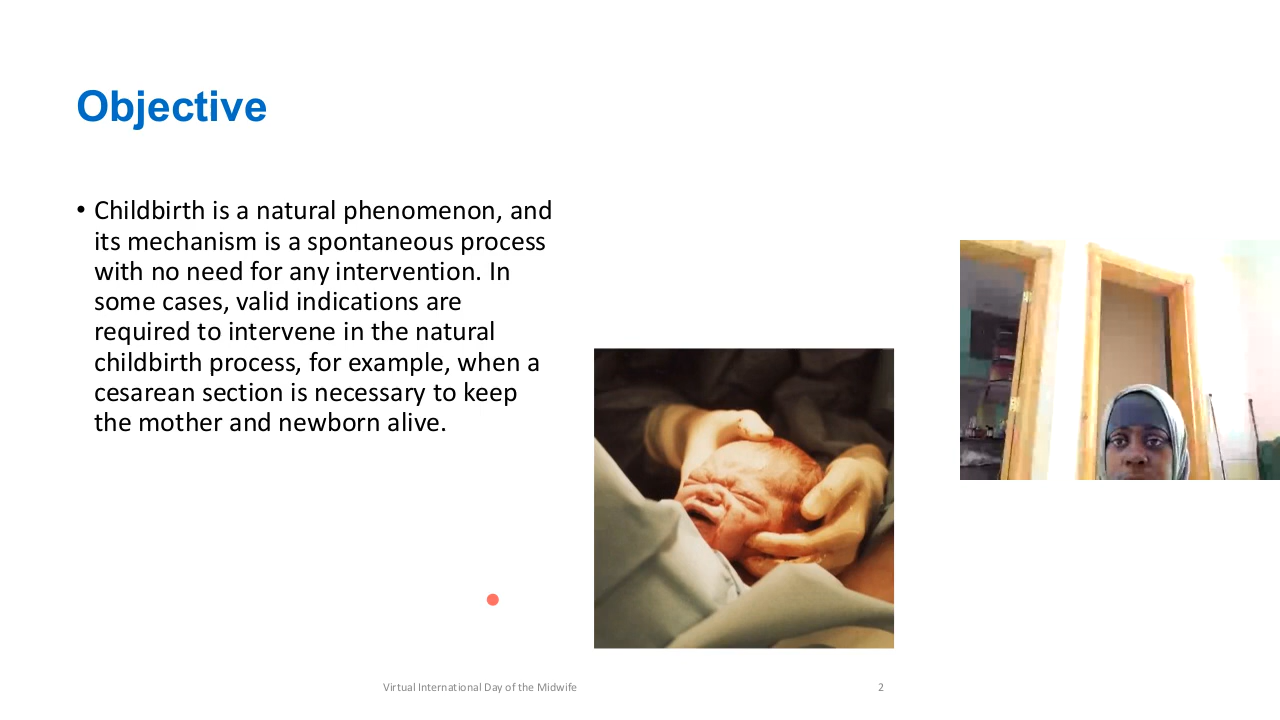 Objective
• Childbirth is a natural phenomenon, and
its mechanism is a spontaneous process
with no need for any intervention. In
some cases, valid indications are
required to intervene in the natural
childbirth process, for example, when a
cesarean section is necessary to keep
the mother and newborn alive.
Virtual International Day of the Midwife
2